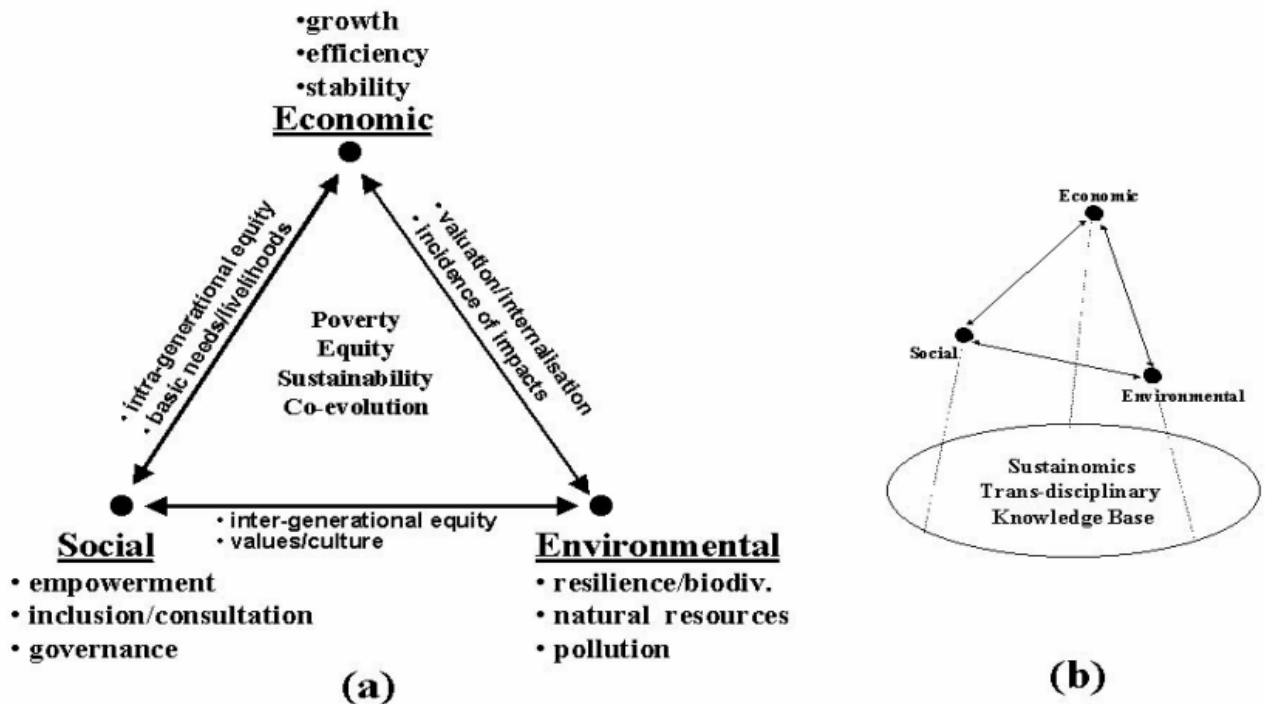 •growth
•efficiency
•stability
Economic
• intra-generational equity
• basic needs/livelihoods
• valuation/internalisation
• incidence of impacts
Poverty
Equity
Sustainability
Co-evolution
• inter-generational equity
• values/culture
Social
• empowerment
• inclusion/consultation
• governance
Environmental
• resilience/biodiv.
• natural resources
• pollution
(a)
Economic
Social
Environmental
Sustainomics
Trans-disciplinary
Knowledge Base
(b)